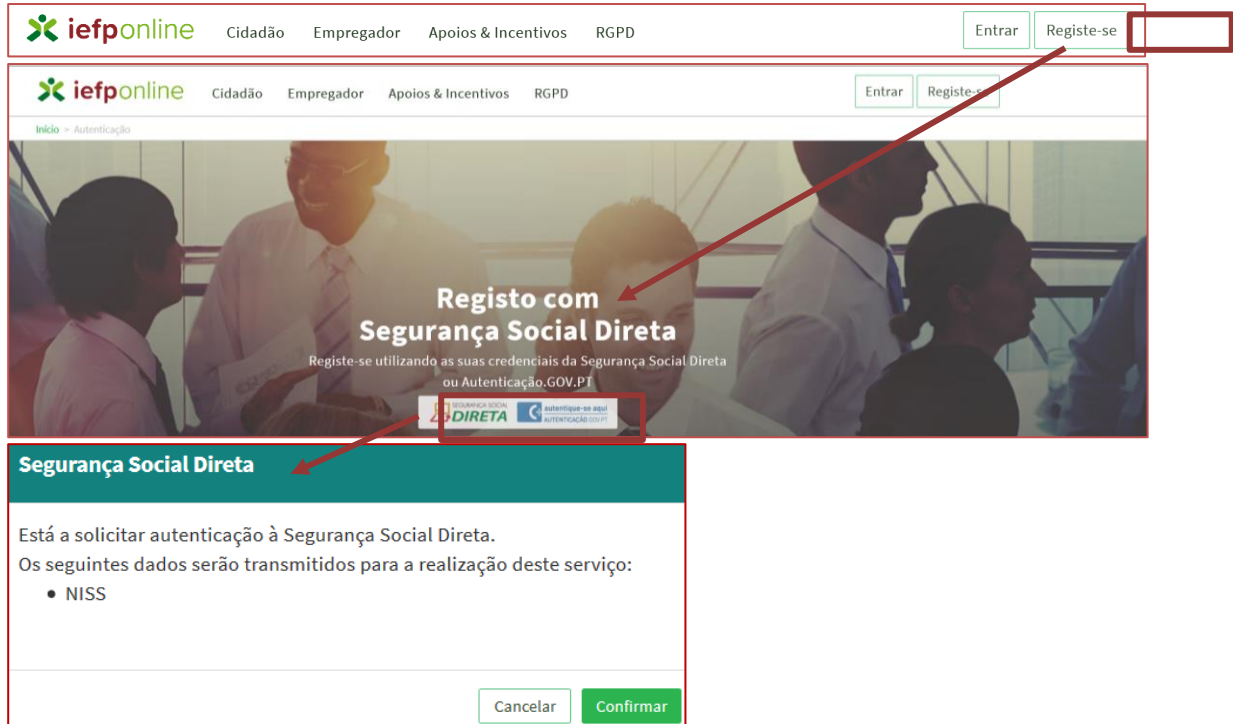 iefponline Cidadão Empregador Apoios & Incentivos RGPD Entrar Registe-se
iefponline Cidadão Empregador Apoios & Incentivos RGPD Entrar Registe-se
Início > Autenticação
Registo com
Segurança Social Direta
Registe-se utilizando as suas credenciais da Segurança Social Direta
ou Autenticação.GOV.PT
SEGURANÇA SOCIAL
DIRETA
autentique-se aqui
AUTENTICAÇÃO GOV PT
Segurança Social Direta
Está a solicitar autenticação à Segurança Social Direta.
Os seguintes dados serão transmitidos para a realização deste serviço:
• NISS
Cancelar Confirmar